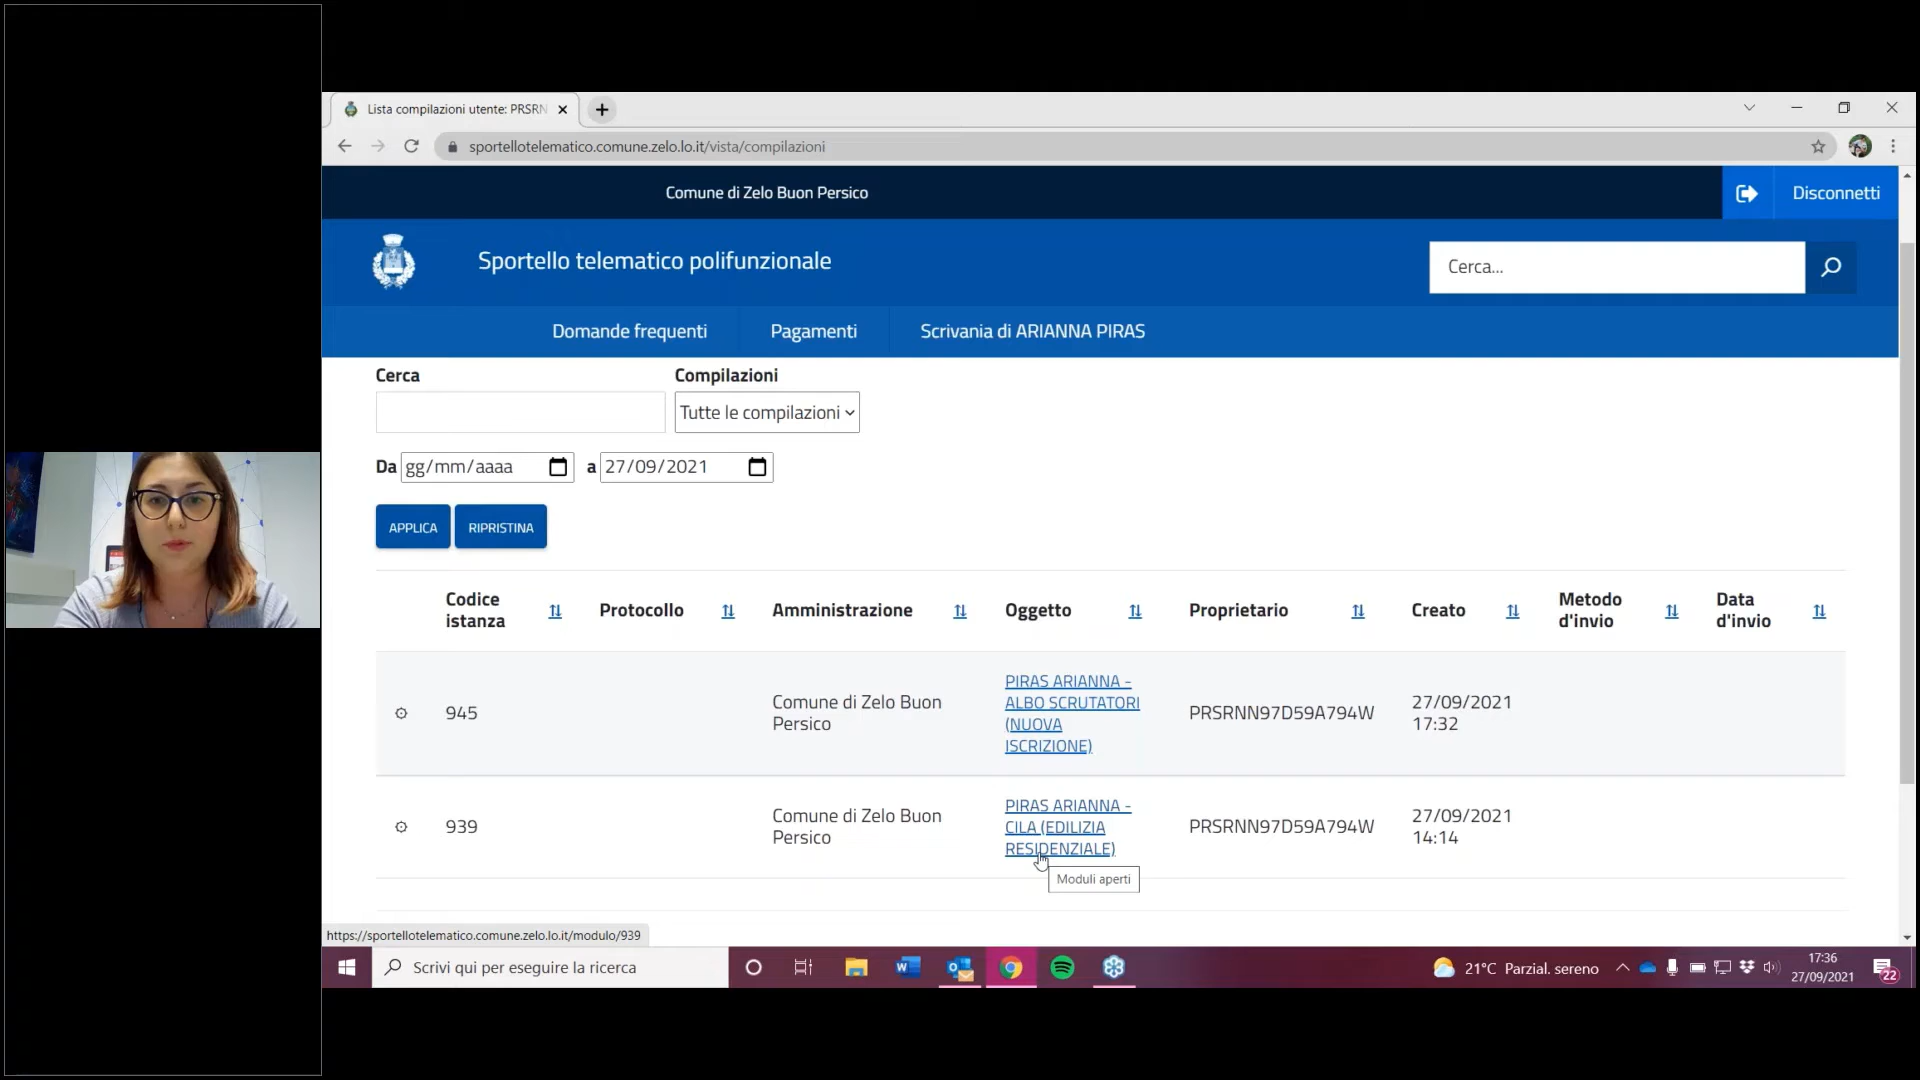 Lista compilazioni utente: PRSRN
sportellotelematico.comune.zelo.lo.it/vista/compilazioni
Comune di Zelo Buon Persico
Disconnetti
Sportello telematico polifunzionale
Cerca...
Domande frequenti
Pagamenti
Scrivania di ARIANNA PIRAS
Cerca
Compilazioni
Tutte le compilazioni
Da gg/mm/aaaa a 27/09/2021
APPLICA
RIPRISTINA
Codice
istanza
Protocollo
Amministrazione
Oggetto
Proprietario
Creato
Metodo
d'invio
Data
d'invio
945
Comune di Zelo Buon
Persico
PIRAS ARIANNA -
ALBO SCRUTATORI
(NUOVA
ISCRIZIONE)
PRSRNN97D59A794W
27/09/2021
17:32
939
Comune di Zelo Buon
Persico
PIRAS ARIANNA -
CILA (EDILIZIA
RESIDENZIALE)
PRSRNN97D59A794W
27/09/2021
14:14
Moduli aperti
https://sportellotelematico.comune.zelo.lo.it/modulo/939
Scrivi qui per eseguire la ricerca
21°C Parzial. sereno
17:36
27/09/2021
22